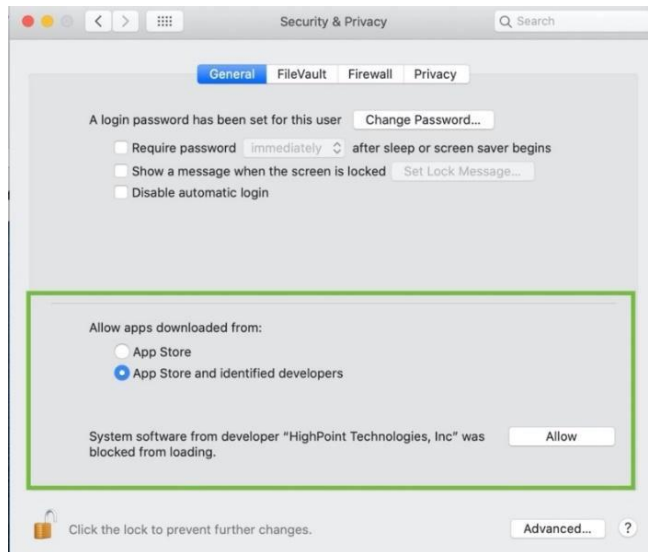 Security & Privacy
Search
General FileVault Firewall Privacy
A login password has been set for this user Change Password...
Require password immediately after sleep or screen saver begins
Show a message when the screen is locked Set Lock Message...
Disable automatic login
Allow apps downloaded from:
App Store
App Store and identified developers
System software from developer "HighPoint Technologies, Inc" was Allow
blocked from loading.
Click the lock to prevent further changes. Advanced... ?